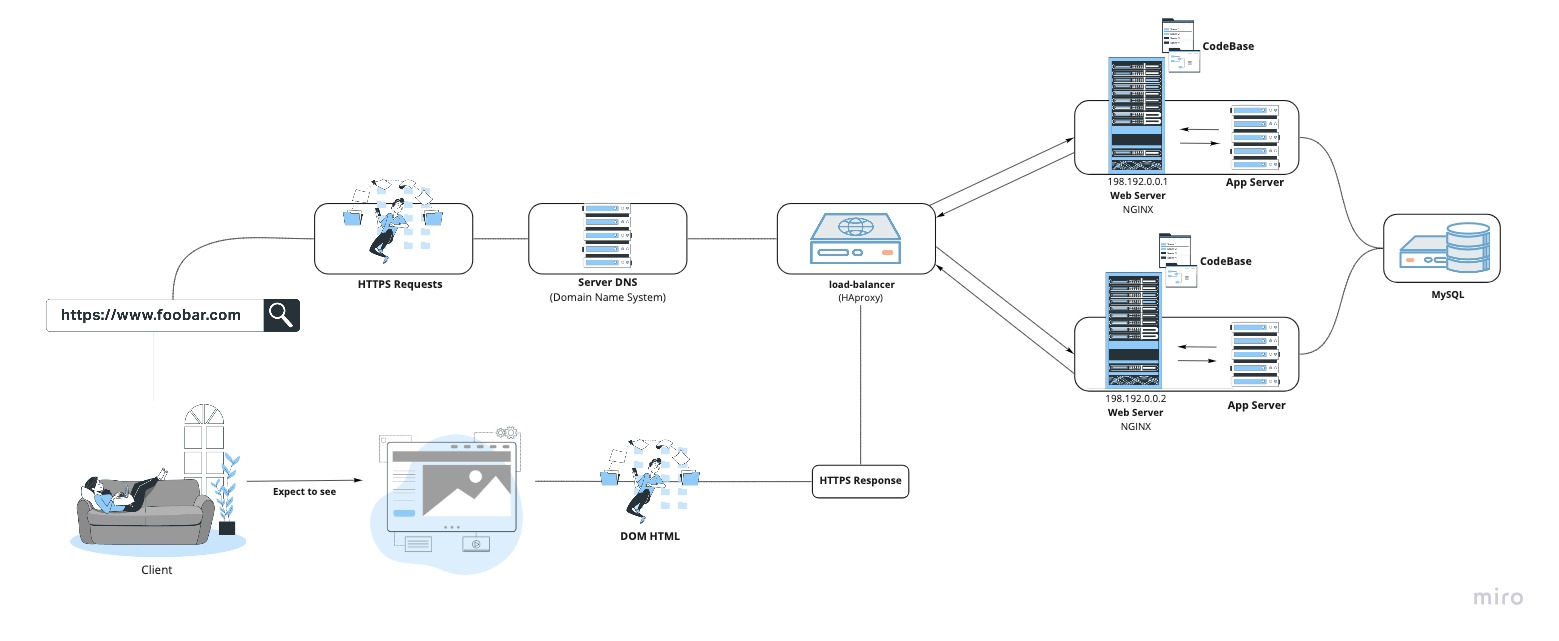 CodeBase
198.192.0.0.1
Web Server
NGINX
App Server
HTTPS Requests
Server DNS
(Domain Name System)
load-balancer
(HAproxy)
https://www.foobar.com
CodeBase
198.192.0.0.2
Web Server
NGINX
App Server
MySQL
Client
Expect to see
DOM HTML
HTTPS Response
miro